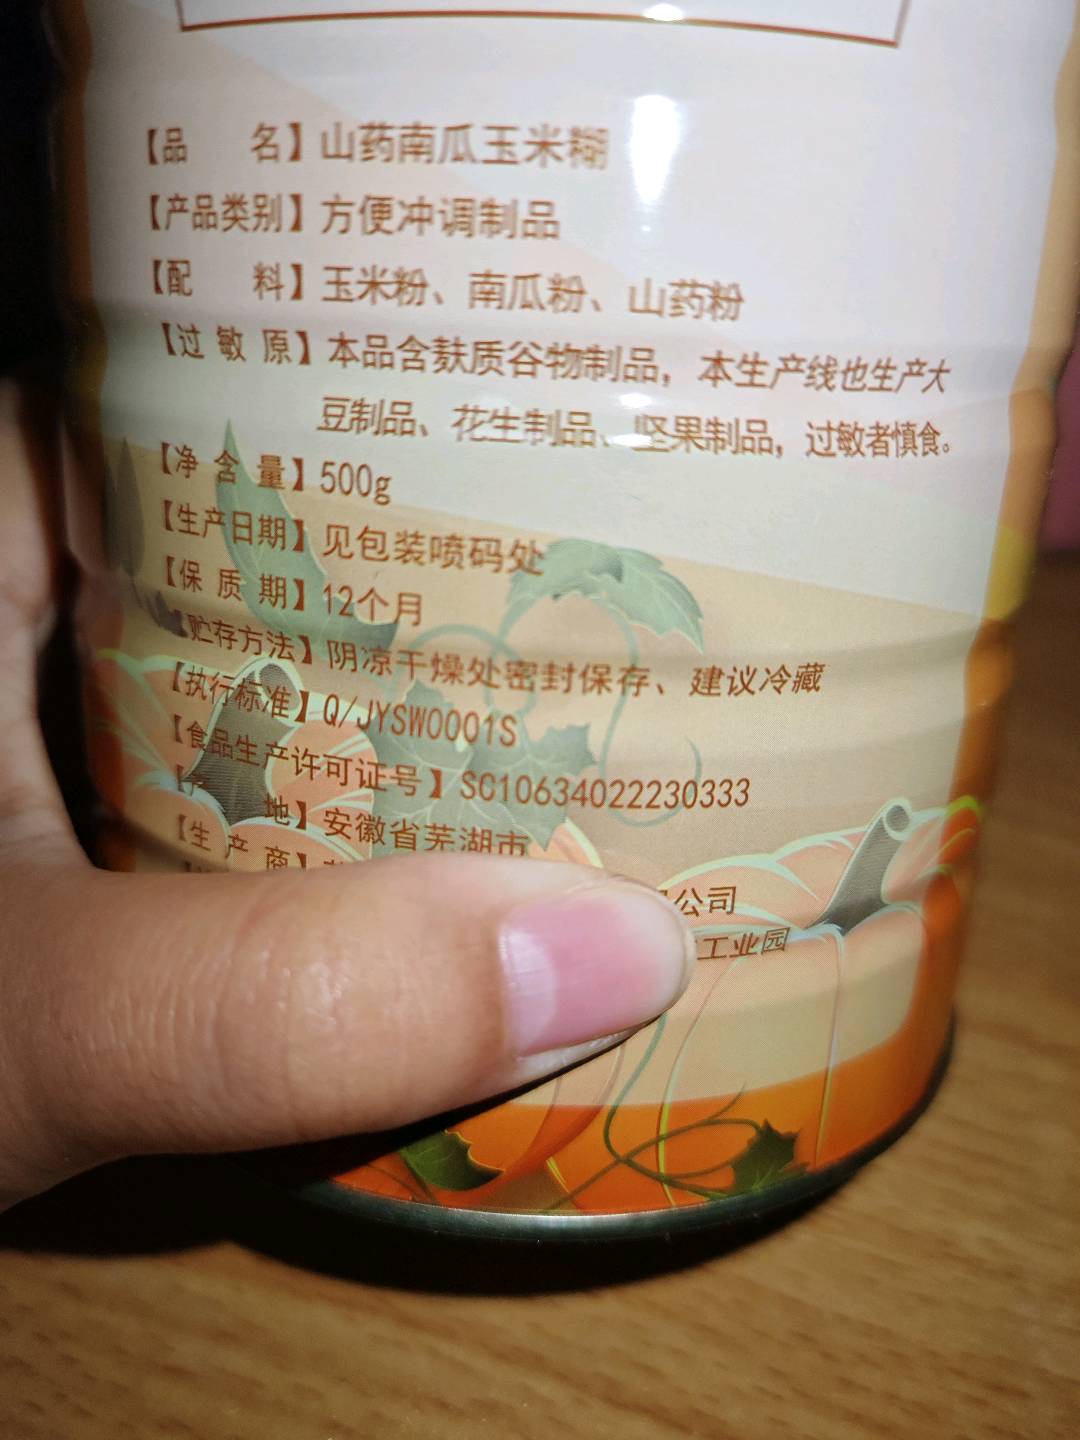 【品 名】山药南瓜玉米糊
【产品类别】方便冲调制品
【配 料】玉米粉、南瓜粉、山药粉
【过 敏 原】本品含麸质谷物制品，本生产线也生产大
豆制品、花生制品、坚果制品，过敏者慎食。
【净 含 量】500g
【生产日期】见包装喷码处
【保 质 期】12个月
【贮存方法】阴凉干燥处密封保存、建议冷藏
【执行标准】Q/JYSW0001S
【食品生产许可证号】SC10634022230333
【产 地】安徽省芜湖市
【生 产 商】 公司
工业园